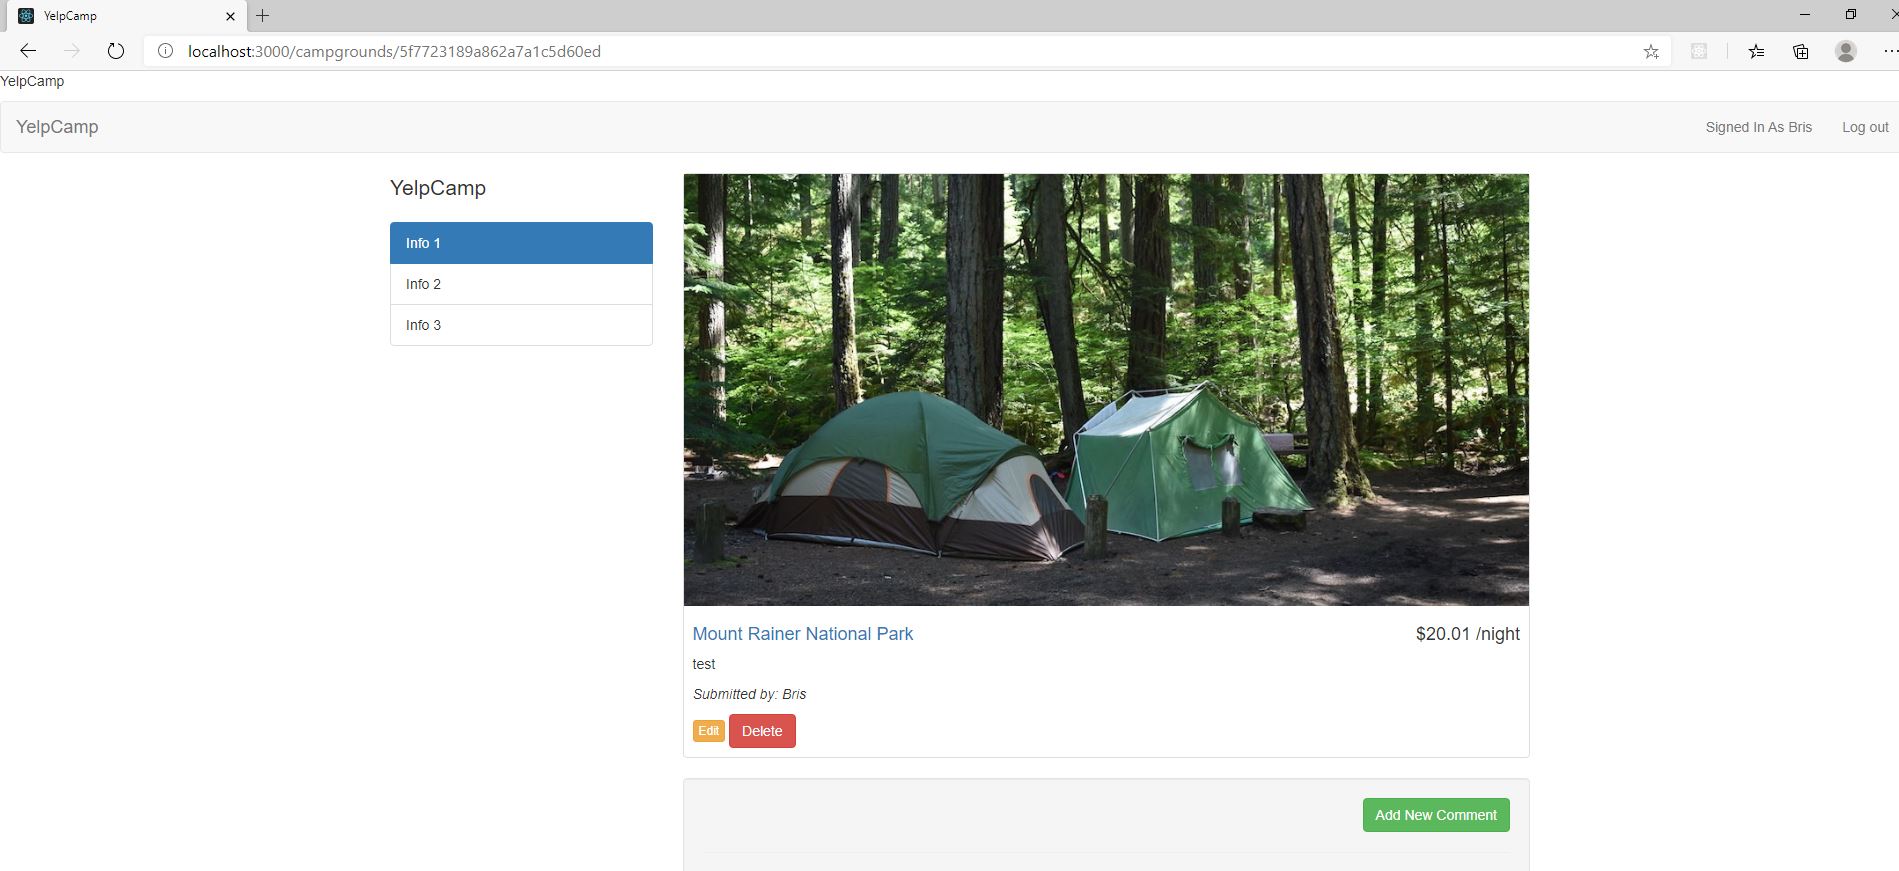 YelpCamp
localhost:3000/campgrounds/5f7723189a862a7a1c5d60ed
YelpCamp
YelpCamp Signed In As Bris Log out
YelpCamp
Info 1
Info 2
Info 3
Mount Rainer National Park $20.01 /night
test
Submitted by: Bris
Edit Delete
Add New Comment